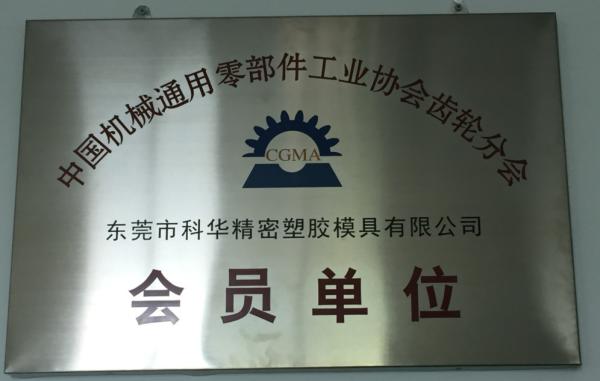 中国机械通用零部件工业协会齿轮分会
CGMA
东莞市科华精密塑胶模具有限公司
会员单位